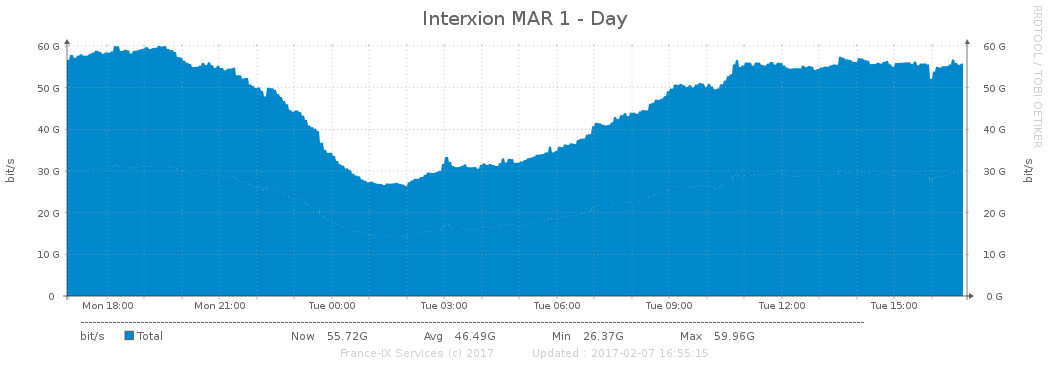 Interxion MAR 1 - Day
RRDTOOL / TOBI OETIKER
bit/s
60 G 60 G
50 G 50 G
40 G 40 G
30 G 30 G
20 G 20 G
10 G 10 G
0 0 G
bit/s
Mon 18:00 Mon 21:00 Tue 00:00 Tue 03:00 Tue 06:00 Tue 09:00 Tue 12:00 Tue 15:00
bit/s Total Now 55.72G Avg 46.49G Min 26.37G Max 59.96G
France-IX Services (c) 2017 Updated : 2017-02-07 16:55:15